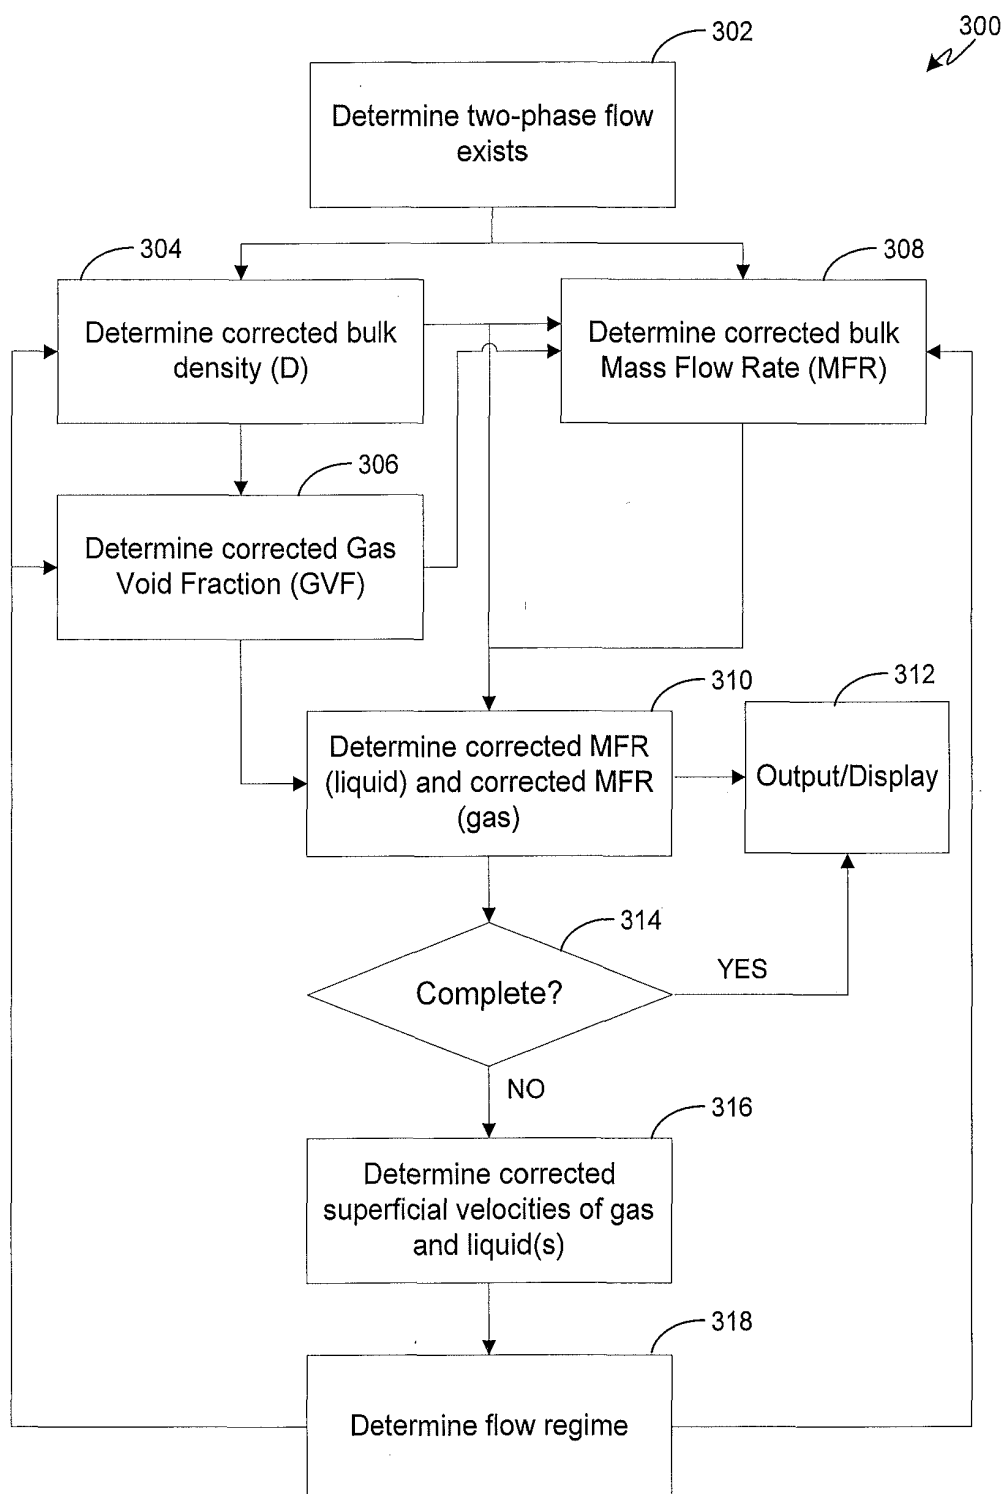 300
302
Determine two-phase flow
exists
304
Determine corrected bulk
density (D)
308
Determine corrected bulk
Mass Flow Rate (MFR)
306
Determine corrected Gas
Void Fraction (GVF)
310
Determine corrected MFR
(liquid) and corrected MFR
(gas)
312
Output/Display
314
Complete?
YES
NO
316
Determine corrected
superficial velocities of gas
and liquid(s)
318
Determine flow regime